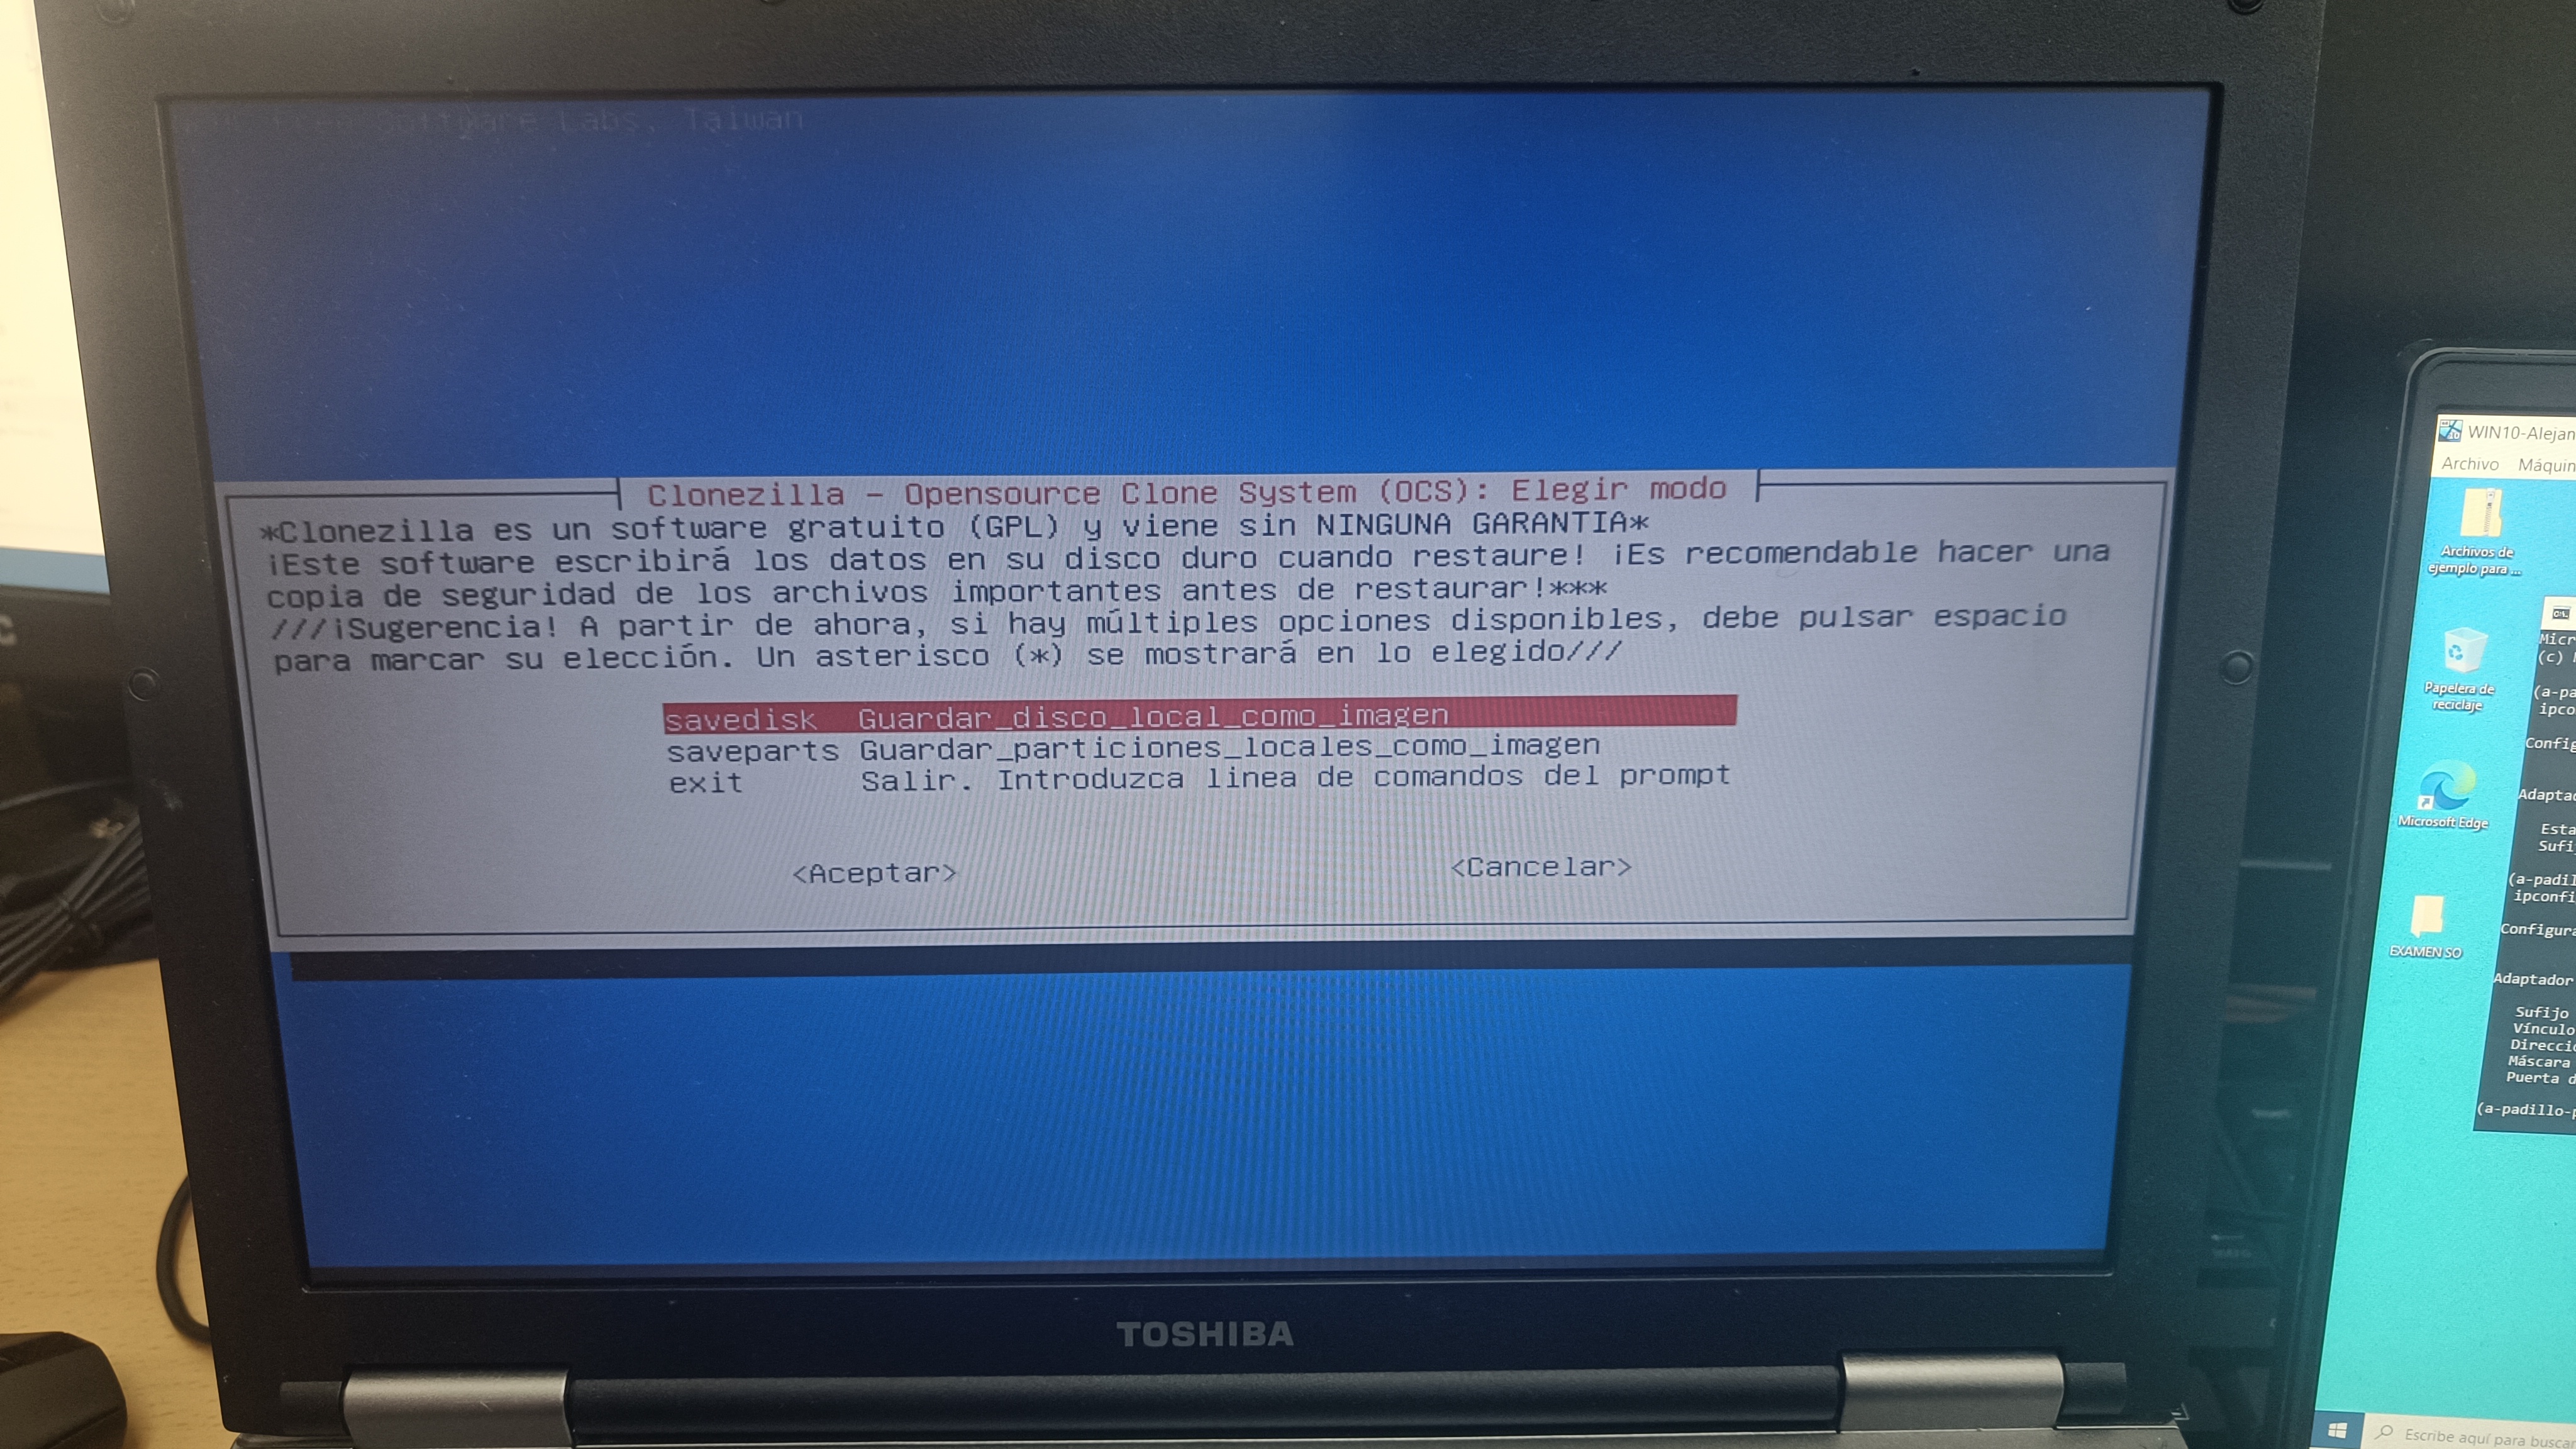 Free Software Labs, Taiwan
Clonezilla - Opensource Clone System (OCS): Elegir modo
*Clonezilla es un software gratuito (GPL) y viene sin NINGUNA GARANTIA*
¡Este software escribirá los datos en su disco duro cuando restaure! ¡Es recomendable hacer una
copia de seguridad de los archivos importantes antes de restaurar!***
///¡Sugerencia! A partir de ahora, si hay múltiples opciones disponibles, debe pulsar espacio
para marcar su elección. Un asterisco (*) se mostrará en lo elegido///
savedisk Guardar_disco_local_como_imagen
saveparts Guardar_particiones_locales_como_imagen
exit Salir. Introduzca linea de comandos del prompt
<Aceptar> <Cancelar>
TOSHIBA
WIN10-Alejan
Archivo Máquin
Archivos de
ejemplo para ...
Papelera de
reciclaje
Microsoft Edge
EXAMEN SO
Micr
(c)
(a-pa
ipco
Config
Adaptad
Esta
Sufi
(a-padil
ipconfi
Configura
Adaptador
Sufijo
Vínculo
Direcci
Máscara
Puerta d
(a-padillo-p
Escribe aquí para busca